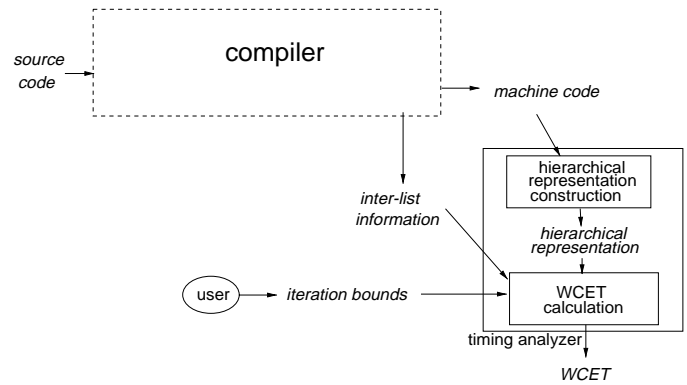 compiler
source
code
machine code
hierarchical
representation
construction
inter-list
information
hierarchical
representation
user
iteration bounds
WCET
calculation
timing analyzer
WCET